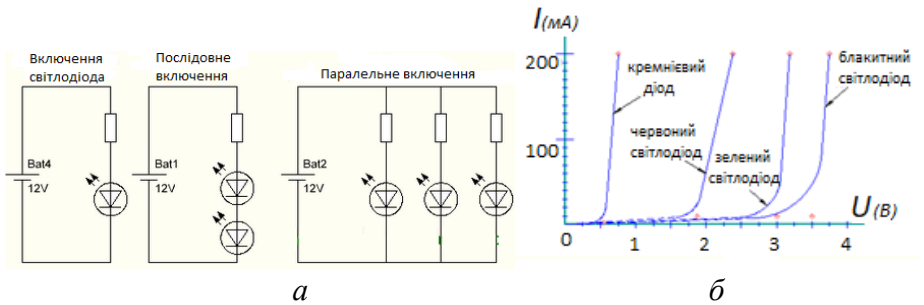 Включення
світлодіода
Послідовне
включення
Паралельне включення
Bat4
12V
Bat1
12V
Bat2
12V
а
I(мА)
200
100
кремнієвий
діод
червоний
світлодіод
зелений
світлодіод
блакитний
світлодіод
U(В)
0
1
2
3
4
б